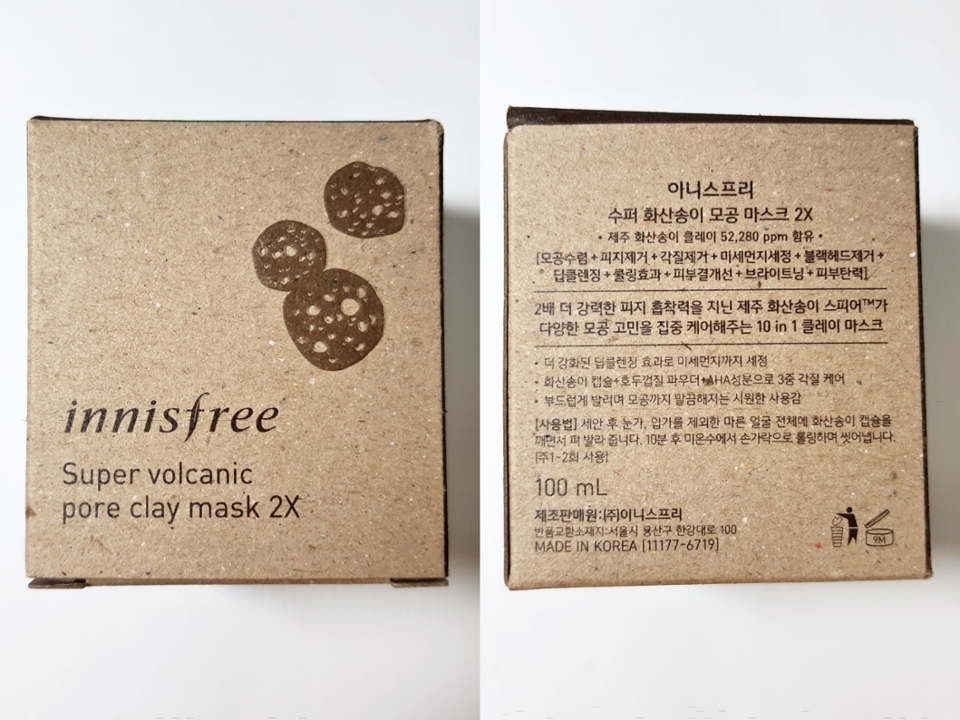 innisfree
Super volcanic
pore clay mask 2X
아니스프리
수퍼 화산송이 모공 마스크 2X
• 제주 화산송이 클레이 52,280 ppm 함유 •
[모공수렴 + 피지제거 + 각질제거 + 미세먼지세정 + 블랙헤드제거 +
딥클렌징 + 쿨링효과 + 피부결개선 + 브라이트닝 + 피부탄력]
2배 더 강력한 피지 흡착력을 지닌 제주 화산송이 스피어™가
다양한 모공 고민을 집중 케어해주는 10 in 1 클레이 마스크
• 더 강화된 딥클렌징 효과로 미세먼지까지 세정
• 화산송이 캡슐+호두껍질 파우더+AHA성분으로 3중 각질 케어
• 부드럽게 발리며 모공까지 말끔해지는 시원한 사용감
[사용법] 세안 후 눈가, 입가를 제외한 마른 얼굴 전체에 화산송이 캡슐을
깨면서 펴 발라 줍니다. 10분 후 미온수에서 손가락으로 롤링하며 씻어냅니다.
[주1-2회 사용]
100 mL
제조판매원:(주)이니스프리
반품교환소재지:서울시 용산구 한강대로 100
MADE IN KOREA [11177-6719]
9M